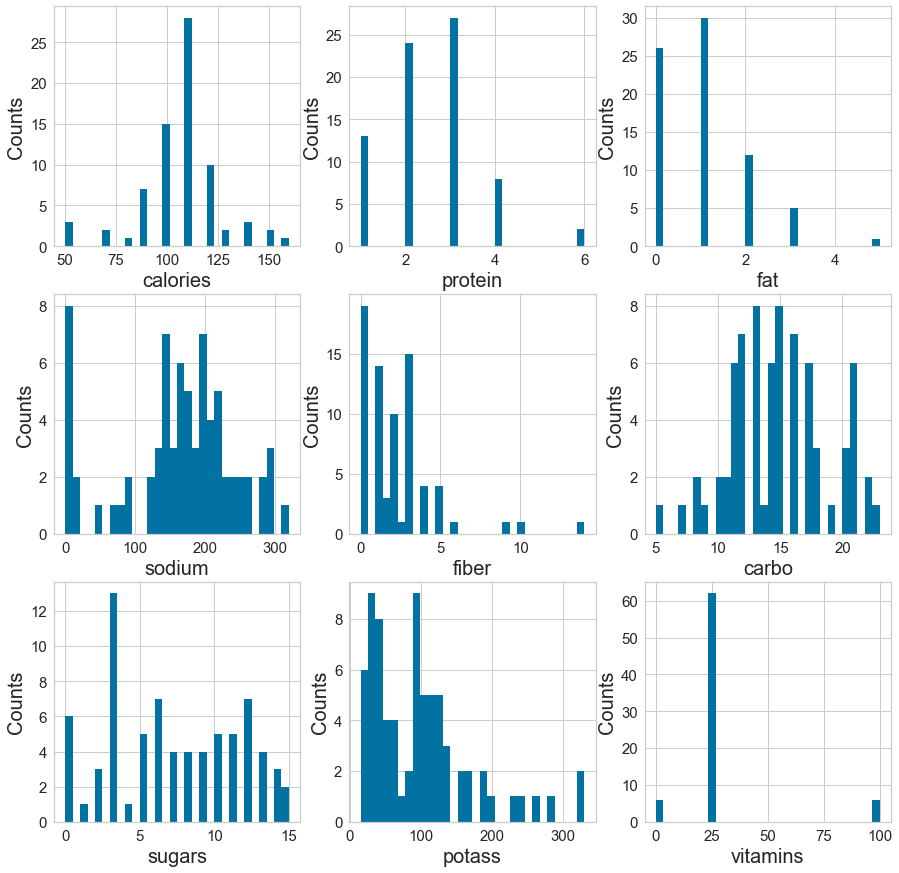 25
20
15
10
5
0
Counts
50 75 100 125 150
calories
25
20
15
10
5
0
Counts
2 4 6
protein
30
25
20
15
10
5
0
Counts
0 2 4
fat
8
6
4
2
0
Counts
0 100 200 300
sodium
15
10
5
0
Counts
0 5 10
fiber
8
6
4
2
0
Counts
5 10 15 20
carbo
12
10
8
6
4
2
0
Counts
0 5 10 15
sugars
8
6
4
2
0
Counts
0 100 200 300
potass
60
50
40
30
20
10
0
Counts
0 25 50 75 100
vitamins